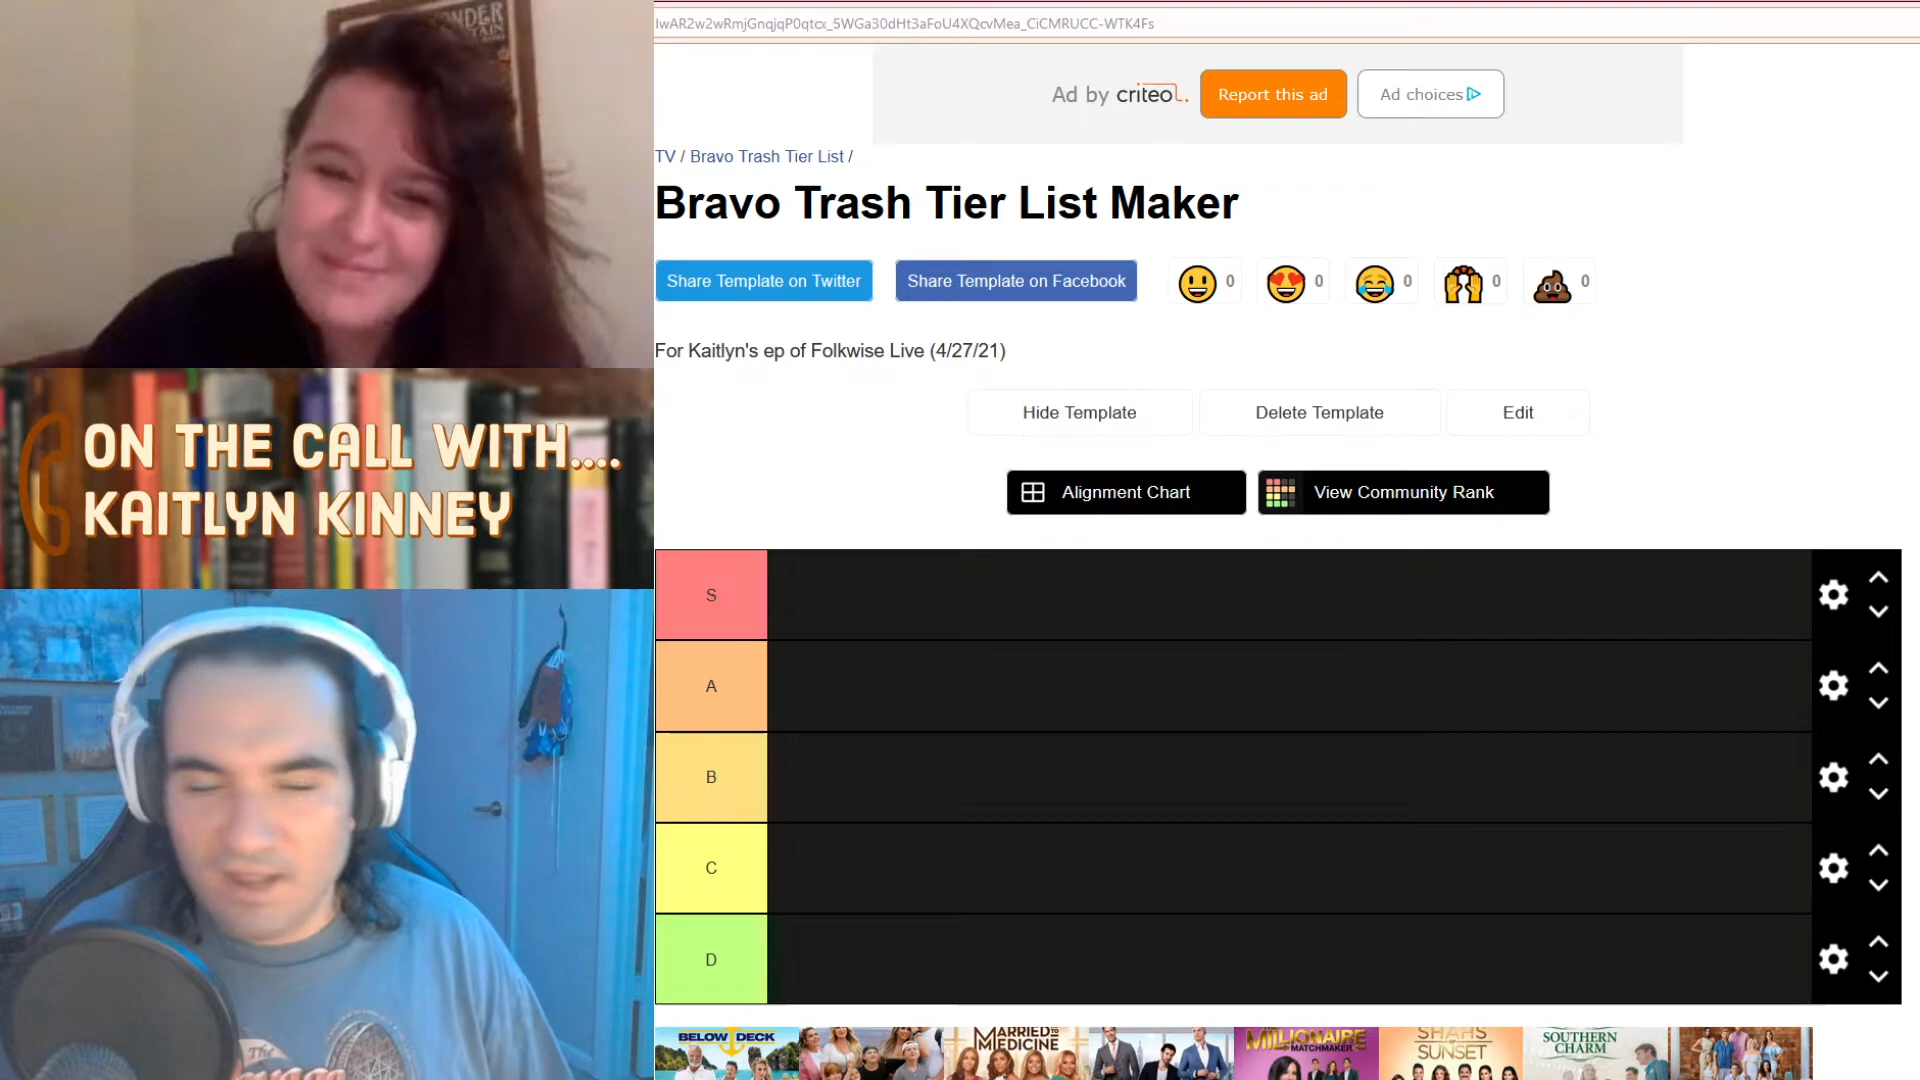 IwAR2w2wRmjGnqjqP0qtcx_5WGa30dHt3aFoU4XQcvMea_CiCMRUCC-WTK4Fs
Ad by criteo.
Report this ad
Ad choices
TV / Bravo Trash Tier List /
Bravo Trash Tier List Maker
Share Template on Twitter
Share Template on Facebook
0
0
0
0
0
For Kaitlyn's ep of Folkwise Live (4/27/21)
Hide Template
Delete Template
Edit
Alignment Chart
View Community Rank
ON THE CALL WITH....
KAITLYN KINNEY
S
A
B
C
D
BELOW DECK
MARRIED TO
MEDICINE
MILLIONAIRE
MATCHMAKER
SHAHS
SUNSET
SOUTHERN
CHARM
The